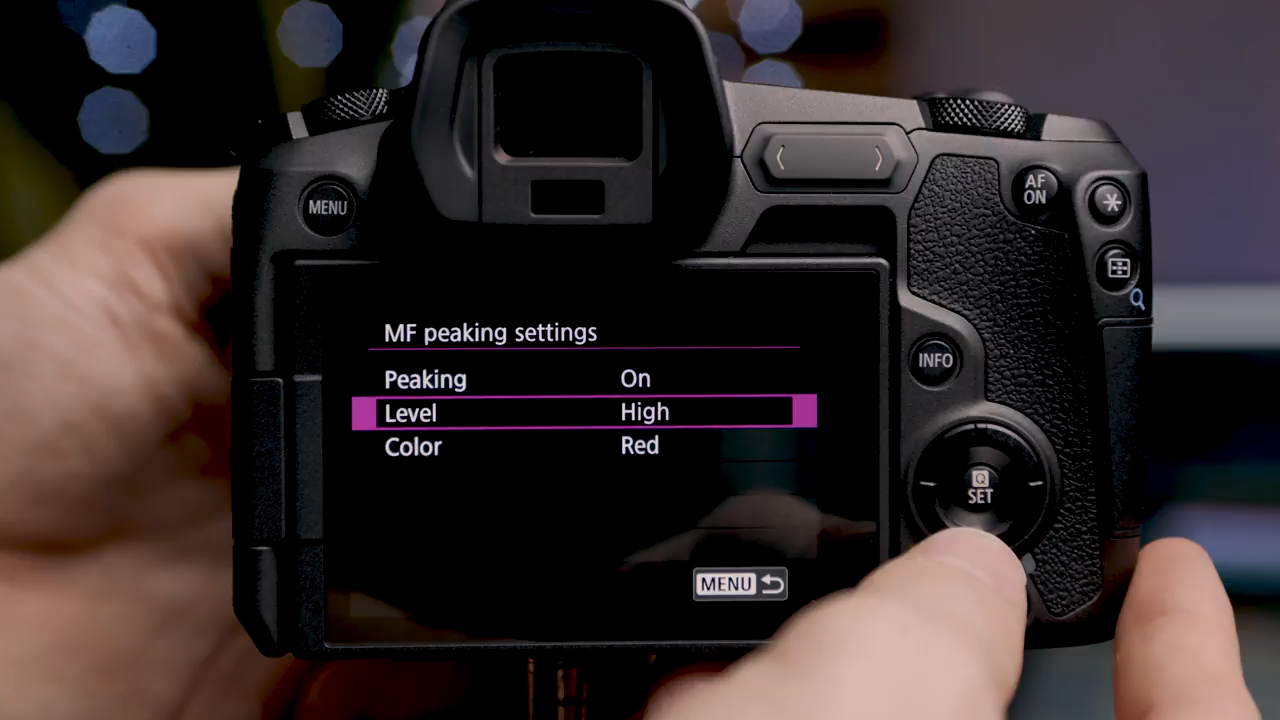 MENU
AF
ON
MF peaking settings
Peaking On
Level High
Color Red
INFO
Q
SET
MENU